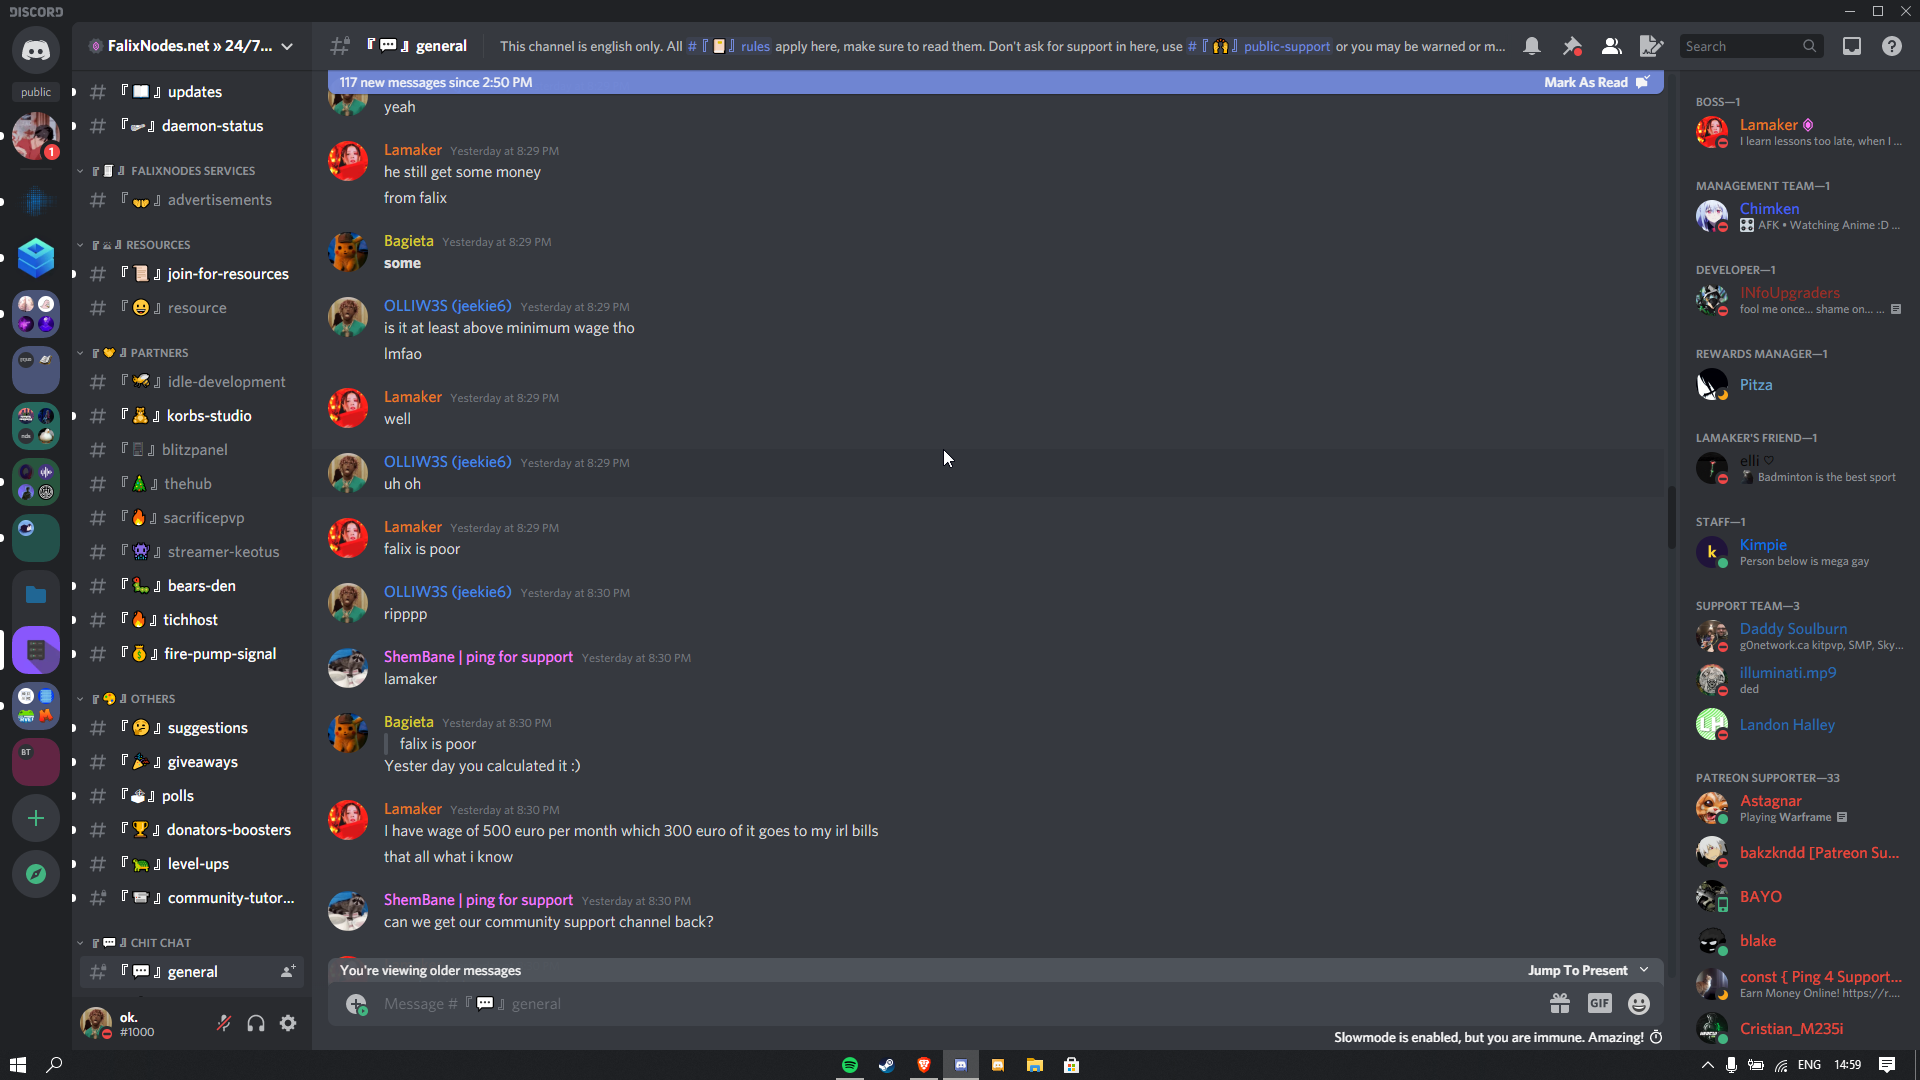 DISCORD
FalixNodes.net » 24/7...
『💬』general
This channel is english only. All # 『📜』rules apply here, make sure to read them. Don't ask for support in here, use # 『🙌』public-support or you may be warned or m...
Search
public
1
BT
『📖』updates
『』daemon-status
『』FALIXNODES SERVICES
『🤝』advertisements
『』RESOURCES
『📜』join-for-resources
『😀』resource
『🤝』PARTNERS
『🐝』idle-development
『🧸』korbs-studio
『』blitzpanel
『🎄』thehub
『🔥』sacrificepvp
『👾』streamer-keotus
『🐛』bears-den
『🔥』tichhost
『💰』fire-pump-signal
『🎨』OTHERS
『🤔』suggestions
『🎉』giveaways
『🗳』polls
『🏆』donators-boosters
『🐢』level-ups
『』community-tutor...
『💬』CHIT CHAT
『💬』general
ok.
#1000
117 new messages since 2:50 PM
Mark As Read
yeah
Lamaker Yesterday at 8:29 PM
he still get some money
from falix
Bagieta Yesterday at 8:29 PM
some
OLLIW3S (jeekie6) Yesterday at 8:29 PM
is it at least above minimum wage tho
lmfao
Lamaker Yesterday at 8:29 PM
well
OLLIW3S (jeekie6) Yesterday at 8:29 PM
uh oh
Lamaker Yesterday at 8:29 PM
falix is poor
OLLIW3S (jeekie6) Yesterday at 8:30 PM
ripppp
ShemBane | ping for support Yesterday at 8:30 PM
lamaker
Bagieta Yesterday at 8:30 PM
falix is poor
Yester day you calculated it :)
Lamaker Yesterday at 8:30 PM
I have wage of 500 euro per month which 300 euro of it goes to my irl bills
that all what i know
ShemBane | ping for support Yesterday at 8:30 PM
can we get our community support channel back?
You're viewing older messages
Jump To Present
Message # 『💬』general
GIF
Slowmode is enabled, but you are immune. Amazing!
BOSS—1
Lamaker
I learn lessons too late, when I ...
MANAGEMENT TEAM—1
Chimken
AFK • Watching Anime :D ...
DEVELOPER—1
INfoUpgraders
fool me once... shame on... ...
REWARDS MANAGER—1
Pitza
LAMAKER'S FRIEND—1
elli ♡
Badminton is the best sport
STAFF—1
k
Kimpie
Person below is mega gay
SUPPORT TEAM—3
Daddy Soulburn
g0network.ca kitpvp, SMP, Sky...
illuminati.mp9
ded
LH
Landon Halley
PATREON SUPPORTER—33
Astagnar
Playing Warframe
bakzkndd [Patreon Su...
BAYO
blake
const { Ping 4 Support...
Earn Money Online! https://r....
Cristian_M235i
ENG
14:59